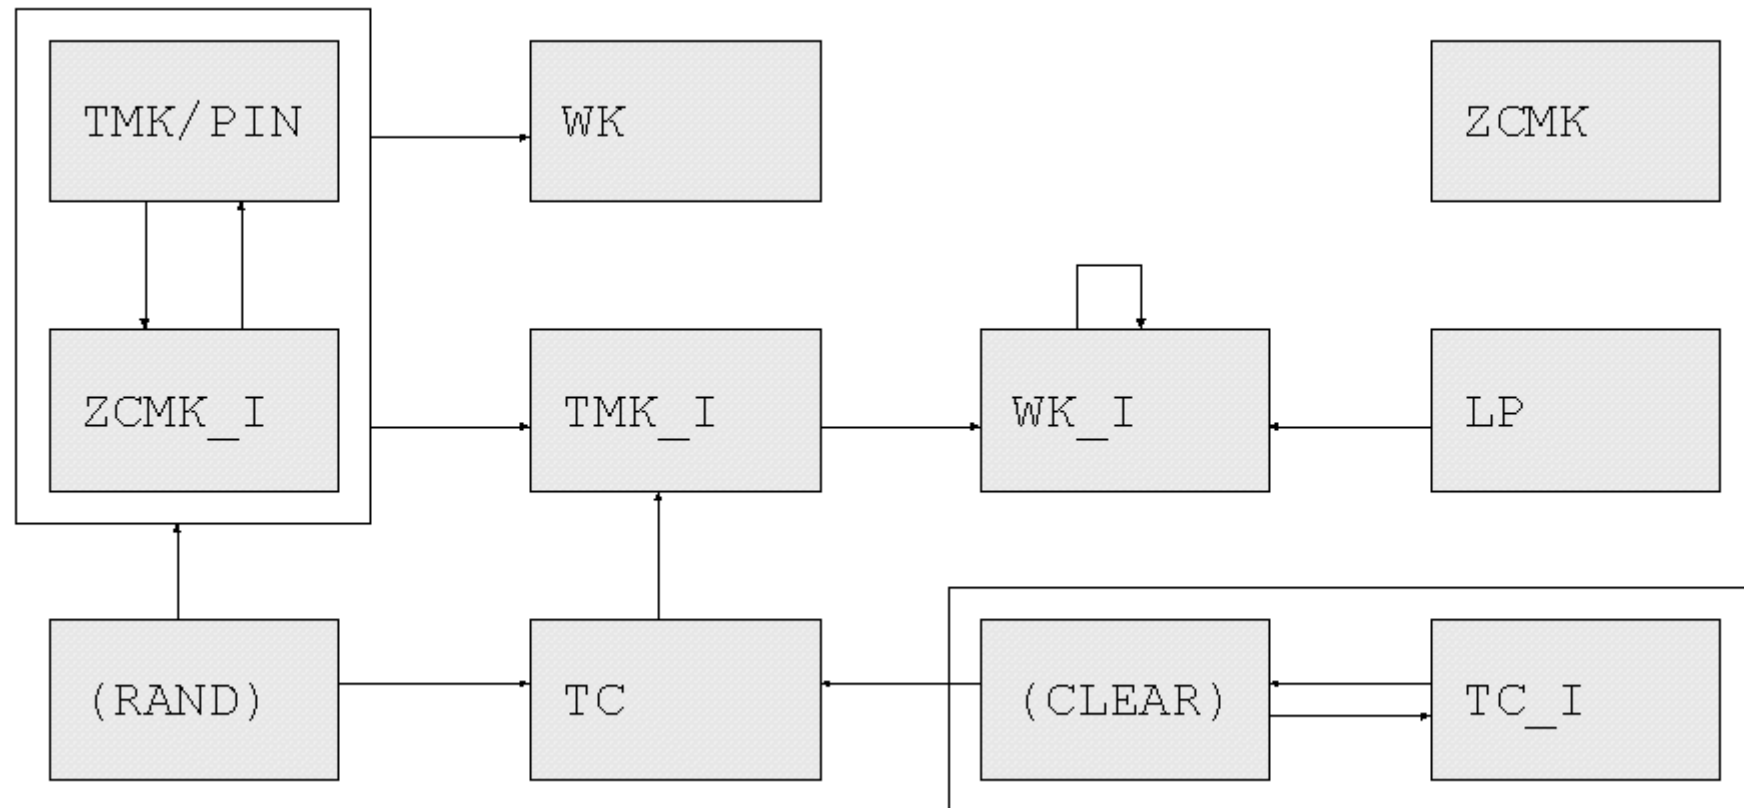 TMK/PIN
WK
ZCMK
ZCMK_I
TMK_I
WK_I
LP
(RAND)
TC
(CLEAR)
TC_I